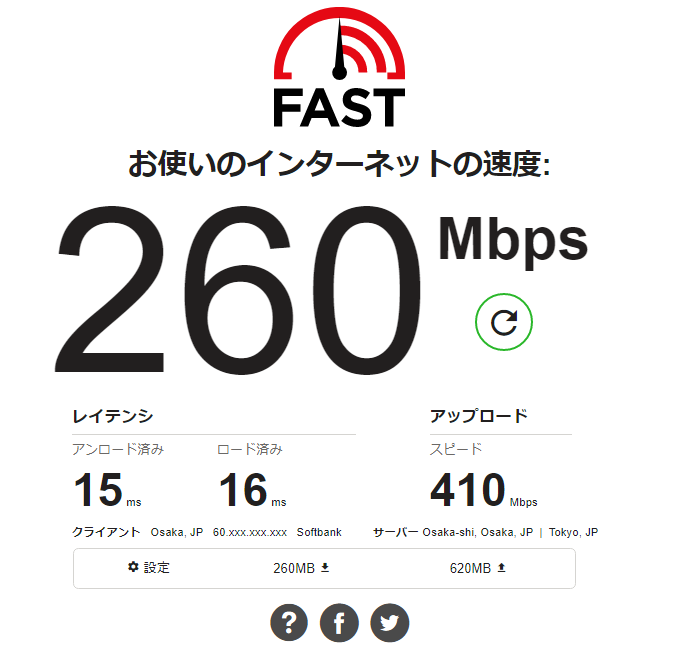 FAST
お使いのインターネットの速度:
260 Mbps
レイテンシ アップロード
アンロード済み ロード済み スピード
15 ms 16 ms 410 Mbps
クライアント Osaka, JP 60.xxx.xxx.xxx Softbank サーバー Osaka-shi, Osaka, JP | Tokyo, JP
設定 260MB 620MB
?
f